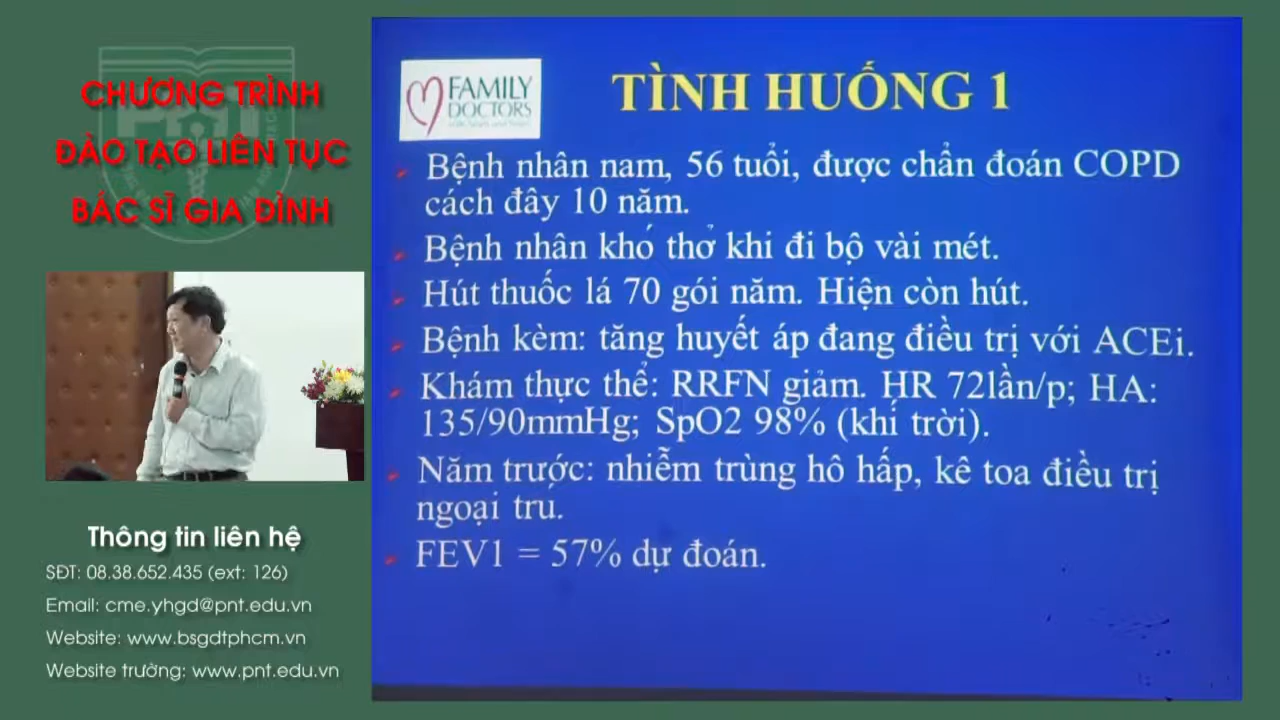 CHƯƠNG TRÌNH
ĐÀO TẠO LIÊN TỤC
BÁC SĨ GIA ĐÌNH
Thông tin liên hệ
SĐT: 08.38.652.435 (ext: 126)
Email: cme.yhgd@pnt.edu.vn
Website: www.bsgdtphcm.vn
Website trường: www.pnt.edu.vn
FAMILY
DOCTORS
TÌNH HUỐNG 1
Bệnh nhân nam, 56 tuổi, được chẩn đoán COPD
cách đây 10 năm.
Bệnh nhân khó thở khi đi bộ vài mét.
Hút thuốc lá 70 gói năm. Hiện còn hút.
Bệnh kèm: tăng huyết áp đang điều trị với ACEi.
Khám thực thể: RRFN giảm. HR 72lần/p; HA:
135/90mmHg; SpO2 98% (khí trời).
Năm trước: nhiễm trùng hô hấp, kê toa điều trị
ngoại trú.
FEV1 = 57% dự đoán.